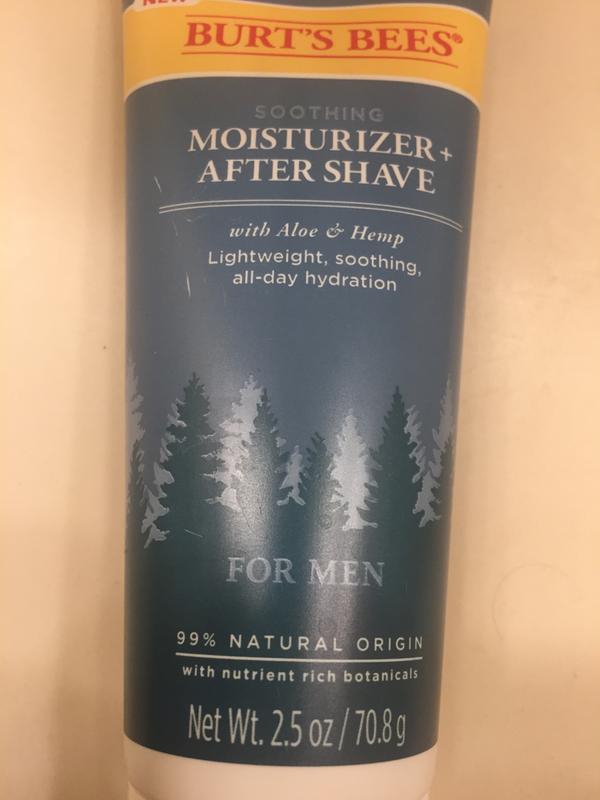 NEW
BURT'S BEES®
SOOTHING
MOISTURIZER +
AFTER SHAVE
with Aloe & Hemp
Lightweight, soothing,
all-day hydration
FOR MEN
99% NATURAL ORIGIN
with nutrient rich botanicals
Net Wt. 2.5 oz / 70.8 g